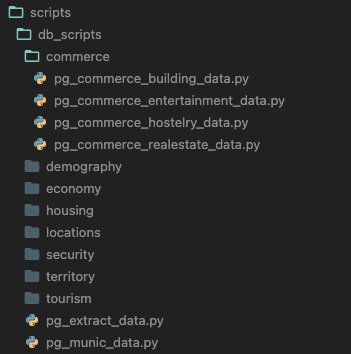 scripts
db_scripts
commerce
pg_commerce_building_data.py
pg_commerce_entertainment_data.py
pg_commerce_hostelry_data.py
pg_commerce_realestate_data.py
demography
economy
housing
locations
security
territory
tourism
pg_extract_data.py
pg_munic_data.py